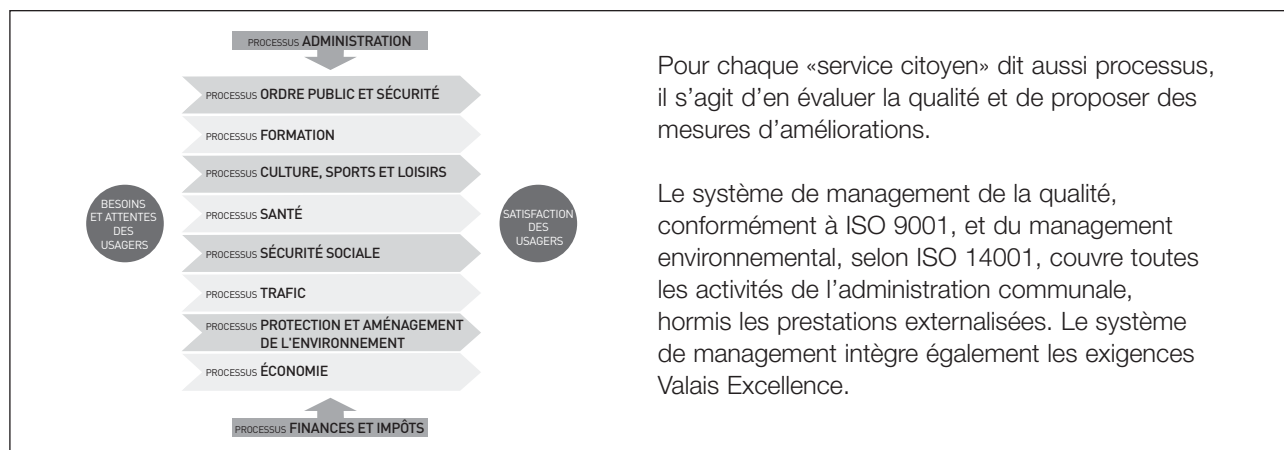 PROCESSUS ADMINISTRATION
PROCESSUS ORDRE PUBLIC ET SÉCURITÉ
PROCESSUS FORMATION
PROCESSUS CULTURE, SPORTS ET LOISIRS
PROCESSUS SANTÉ
PROCESSUS SÉCURITÉ SOCIALE
PROCESSUS TRAFIC
PROCESSUS PROTECTION ET AMÉNAGEMENT
DE L'ENVIRONNEMENT
PROCESSUS ÉCONOMIE
PROCESSUS FINANCES ET IMPÔTS
BESOINS
ET ATTENTES
DES
USAGERS
SATISFACTION
DES
USAGERS
Pour chaque «service citoyen» dit aussi processus,
il s’agit d’en évaluer la qualité et de proposer des
mesures d’améliorations.
Le système de management de la qualité,
conformément à ISO 9001, et du management
environnemental, selon ISO 14001, couvre toutes
les activités de l’administration communale,
hormis les prestations externalisées. Le système
de management intègre également les exigences
Valais Excellence.